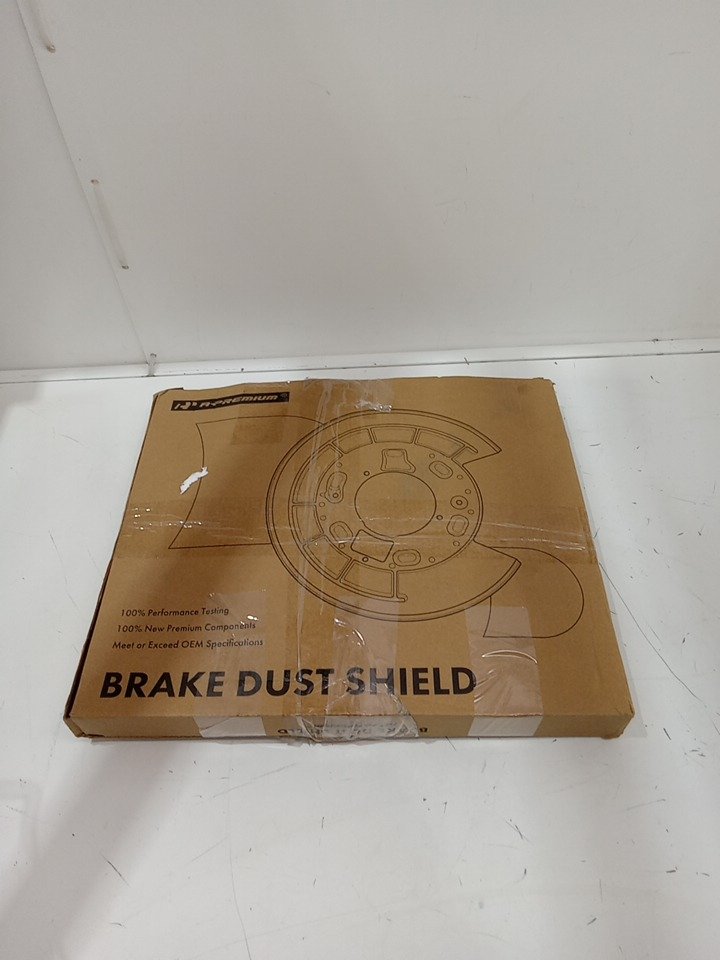 A-PREMIUM
100% Performance Testing
100% New Premium Components
Meet or Exceed OEM Specifications
BRAKE DUST SHIELD